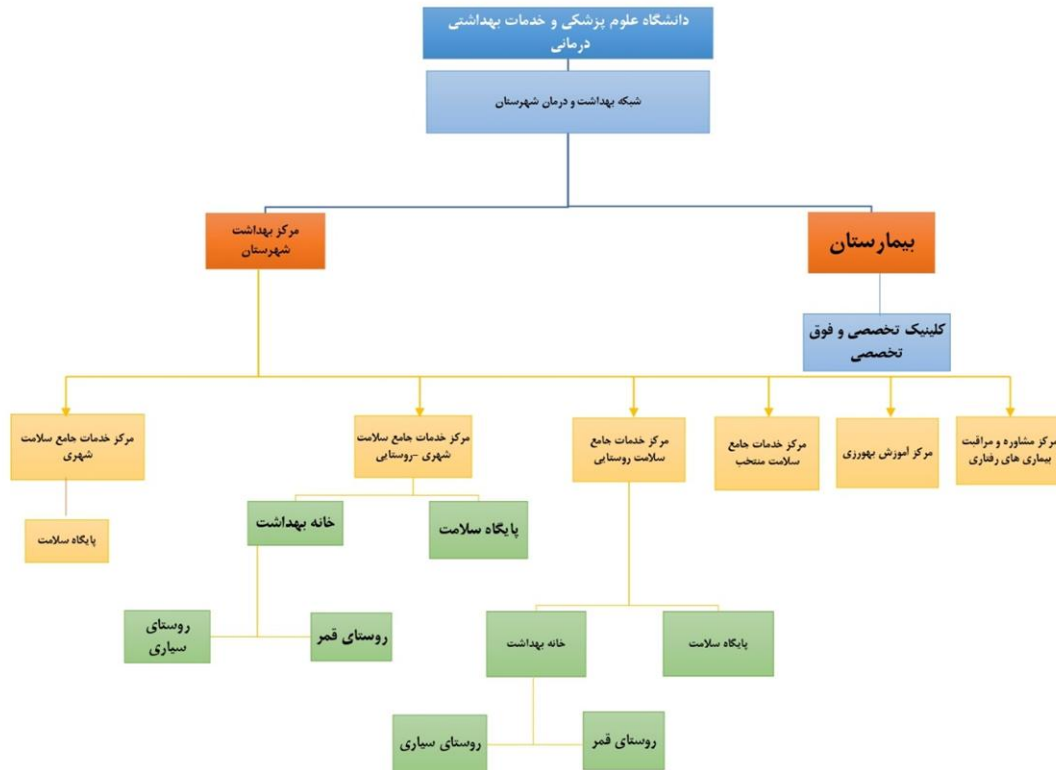 دانشگاه علوم پزشکی و خدمات بهداشتی
درمانی
شبکه بهداشت و درمان شهرستان
بیمارستان
مرکز بهداشت
شهرستان
کلینیک تخصصی و فوق
تخصصی
مرکز مشاوره و مراقبت
بیماری های رفتاری
مرکز آموزش بهورزی
مرکز خدمات جامع
سلامت منتخب
مرکز خدمات جامع
سلامت روستایی
مرکز خدمات جامع سلامت
شهری –روستایی
مرکز خدمات جامع سلامت
شهری
پایگاه سلامت
خانه بهداشت
پایگاه سلامت
روستای قمر
روستای
سیاری
پایگاه سلامت
خانه بهداشت
روستای قمر
روستای سیاری